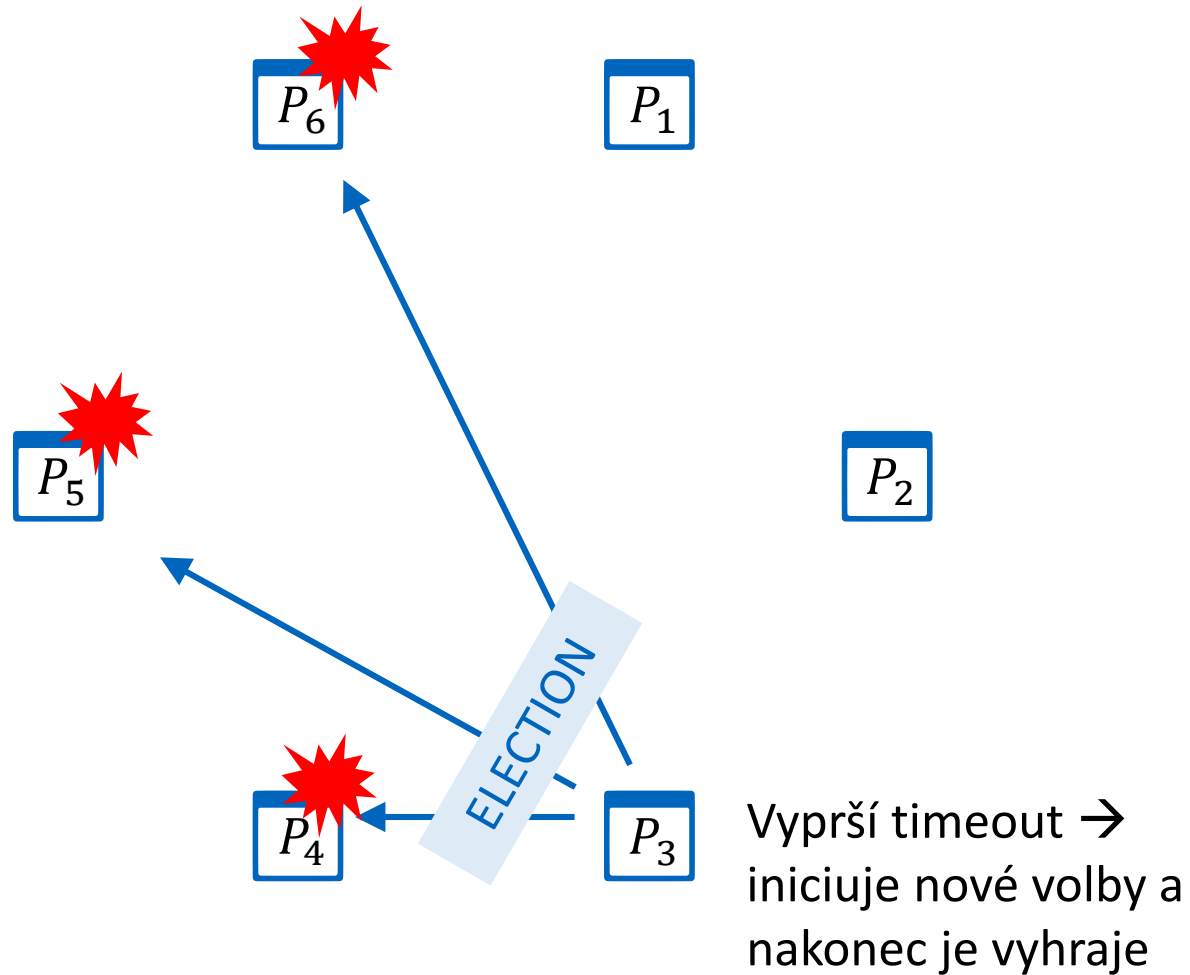 P6
P1
P5
P2
ELECTION
P4
P3
Vyprší timeout →
iniciuje nové volby a
nakonec je vyhraje